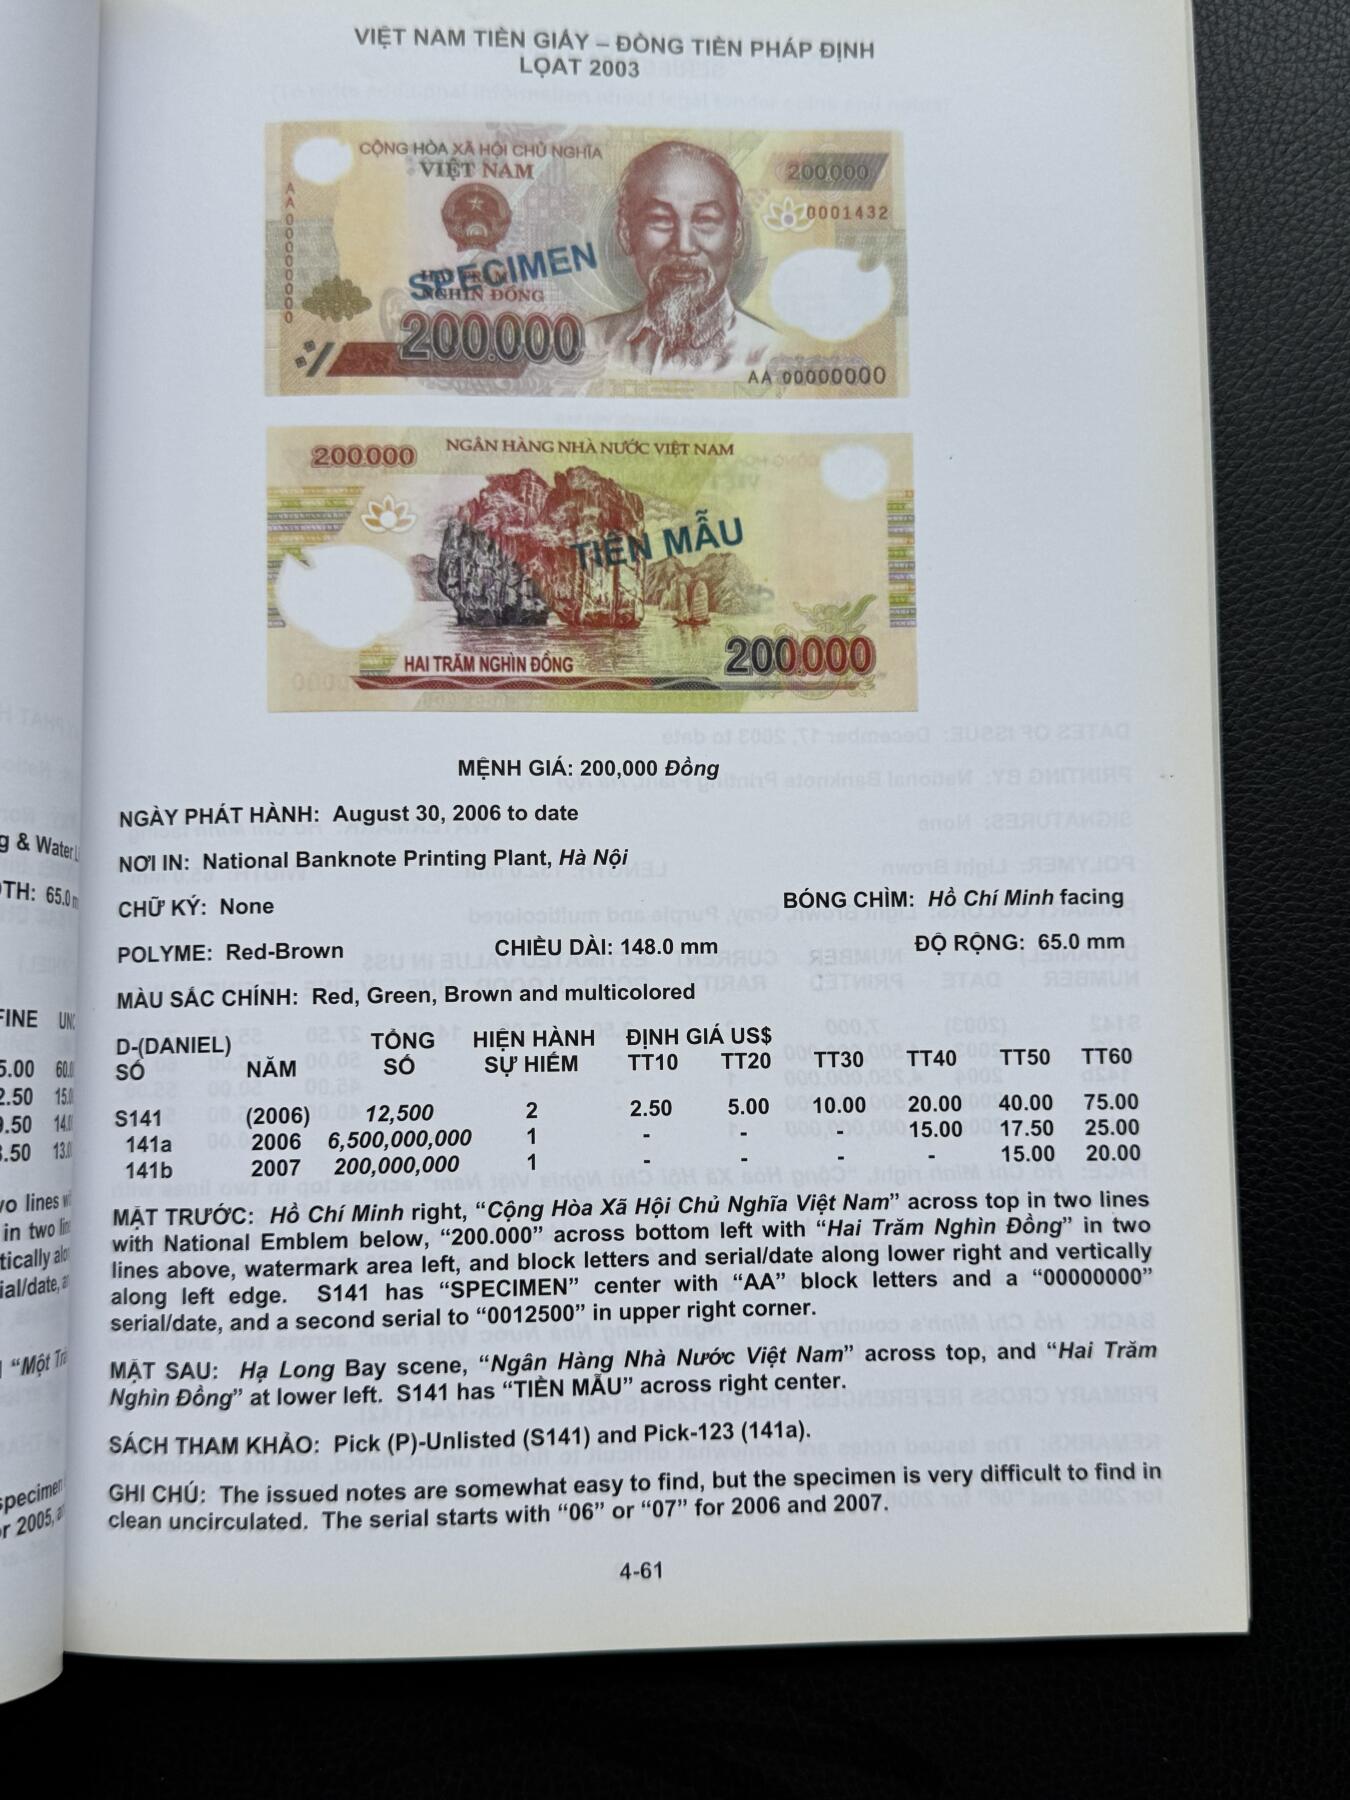 VIỆT NAM TIỀN GIẤY – ĐỒNG TIỀN PHÁP ĐỊNH
LOẠT 2003
CỘNG HÒA XÃ HỘI CHỦ NGHĨA
VIỆT NAM
200.000
0001432
AA 00000000
SPECIMEN
NGHÌN ĐỒNG
200.000
AA 00000000
200.000
NGÂN HÀNG NHÀ NƯỚC VIỆT NAM
TIỀN MẪU
HAI TRĂM NGHÌN ĐỒNG
200.000
MỆNH GIÁ: 200,000 Đồng
NGÀY PHÁT HÀNH: August 30, 2006 to date
NƠI IN: National Banknote Printing Plant, Hà Nội
CHỮ KÝ: None BÓNG CHÌM: Hồ Chí Minh facing
POLYME: Red-Brown CHIỀU DÀI: 148.0 mm ĐỘ RỘNG: 65.0 mm
MÀU SẮC CHÍNH: Red, Green, Brown and multicolored
D-(DANIEL) TỔNG HIỆN HÀNH ĐỊNH GIÁ US$
SỐ NĂM SỐ SỰ HIẾM TT10 TT20 TT30 TT40 TT50 TT60
S141 (2006) 12,500 2 2.50 5.00 10.00 20.00 40.00 75.00
141a 2006 6,500,000,000 1 - - - 15.00 17.50 25.00
141b 2007 200,000,000 1 - - - - 15.00 20.00
MẶT TRƯỚC: Hồ Chí Minh right, “Cộng Hòa Xã Hội Chủ Nghĩa Việt Nam” across top in two lines
with National Emblem below, “200.000” across bottom left with “Hai Trăm Nghìn Đồng” in two
lines above, watermark area left, and block letters and serial/date along lower right and vertically
along left edge. S141 has “SPECIMEN” center with “AA” block letters and a “00000000”
serial/date, and a second serial to “0012500” in upper right corner.
MẶT SAU: Hạ Long Bay scene, “Ngân Hàng Nhà Nước Việt Nam” across top, and “Hai Trăm
Nghìn Đồng” at lower left. S141 has “TIỀN MẪU” across right center.
SÁCH THAM KHẢO: Pick (P)-Unlisted (S141) and Pick-123 (141a).
GHI CHÚ: The issued notes are somewhat easy to find, but the specimen is very difficult to find in
clean uncirculated. The serial starts with “06” or “07” for 2006 and 2007.
4-61